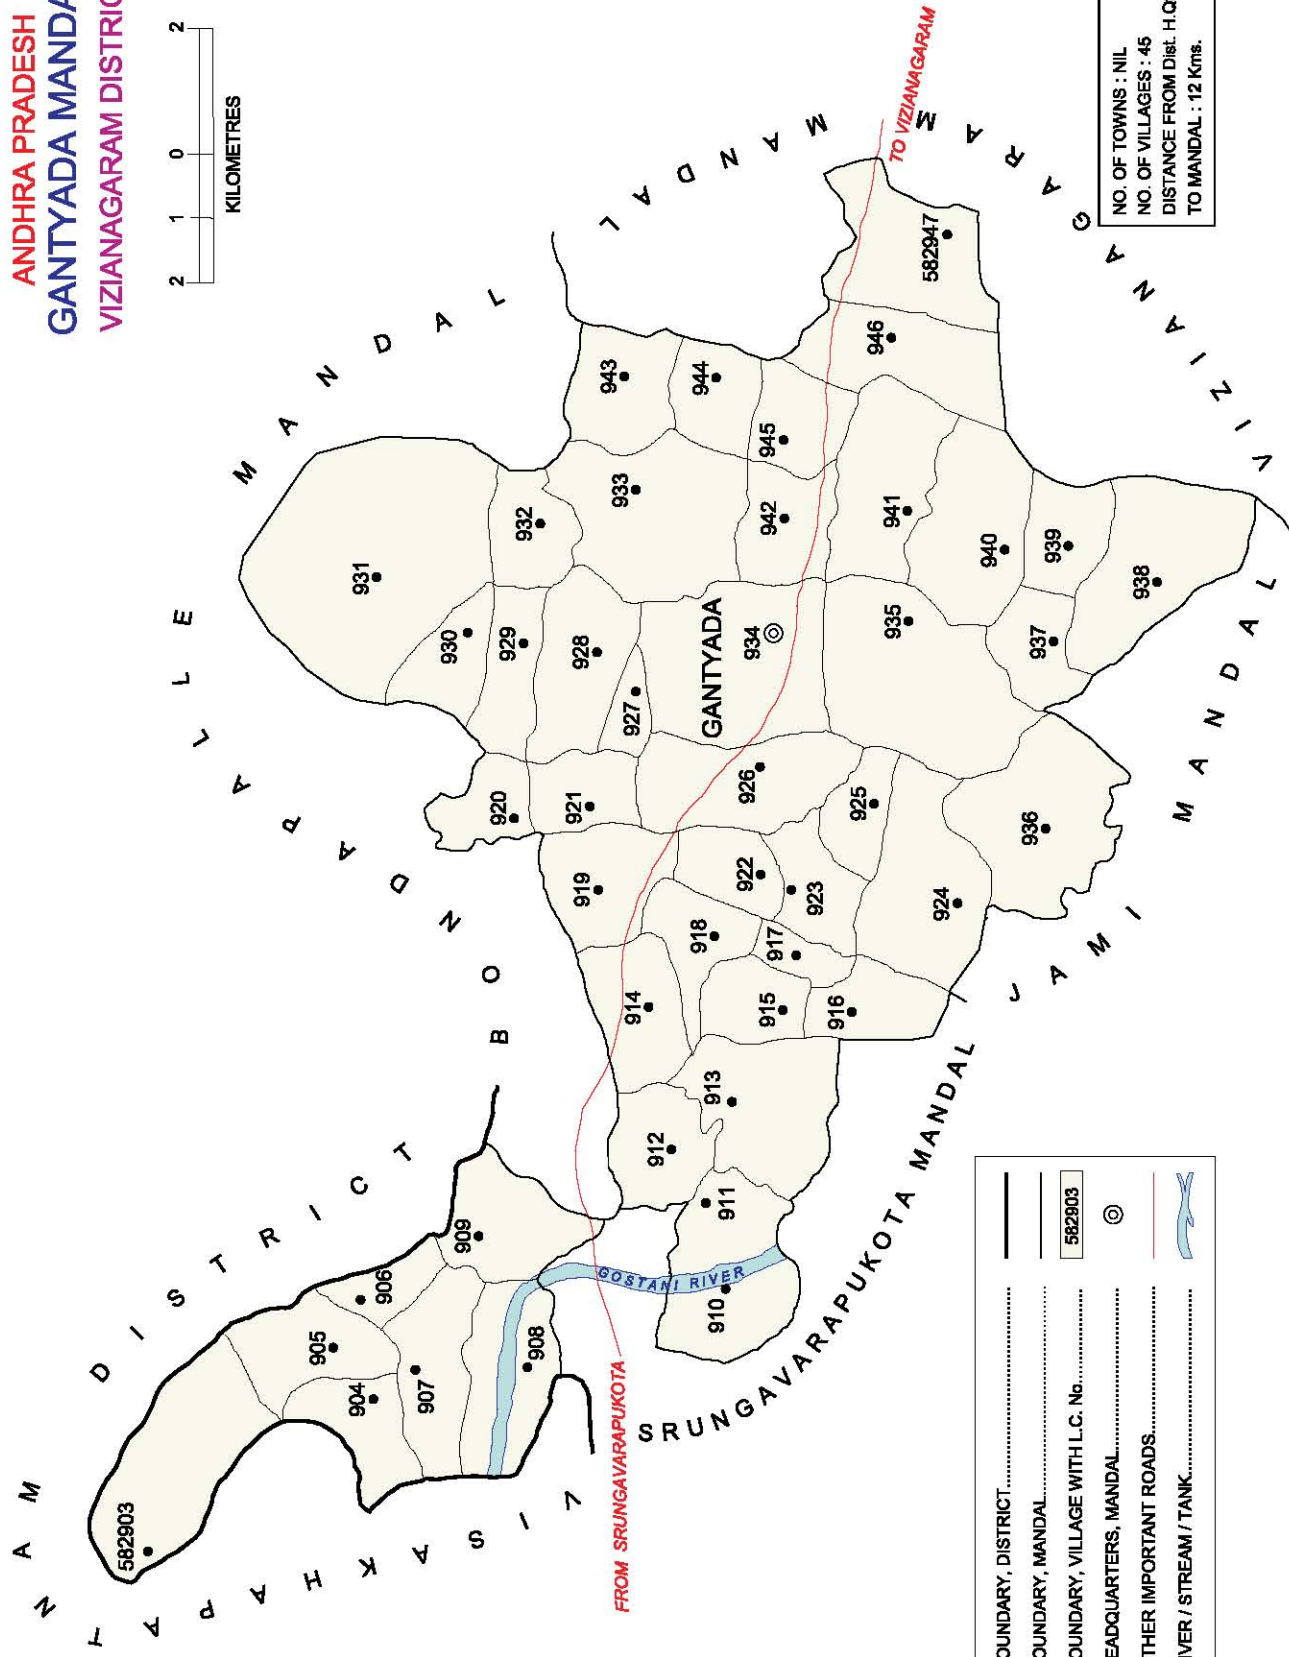 ANDHRA PRADESH
GANTYADA MANDA
VIZIANAGARAM DISTRIC
2 1 0 2
KILOMETRES
NO. OF TOWNS : NIL
NO. OF VILLAGES : 45
DISTANCE FROM Dist. H.Q
TO MANDAL : 12 Kms.
VISAKHAPATNAM DISTRICT
BONDAPALLE MANDAL
MANDAL
VIZIANAGARAM
JAMI MANDAL
SRUNGAVARAPUKOTA MANDAL
FROM SRUNGAVARAPUKOTA
TO VIZIANAGARAM
GOSTANI RIVER
GANTYADA
582903
904
905
906
907
908
909
910
911
912
913
914
915
916
917
918
919
920
921
922
923
924
925
926
927
928
929
930
931
932
933
934
935
936
937
938
939
940
941
942
943
944
945
946
582947
OUNDARY, DISTRICT
OUNDARY, MANDAL
OUNDARY, VILLAGE WITH L.C. No.
582903
EADQUARTERS, MANDAL
THER IMPORTANT ROADS
IVER / STREAM / TANK